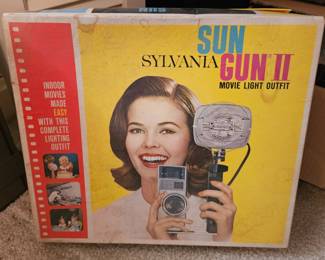 SUN
SYLVANIA GUN II
MOVIE LIGHT OUTFIT
INDOOR
MOVIES
MADE
EASY
WITH THIS
COMPLETE
LIGHTING
OUTFIT